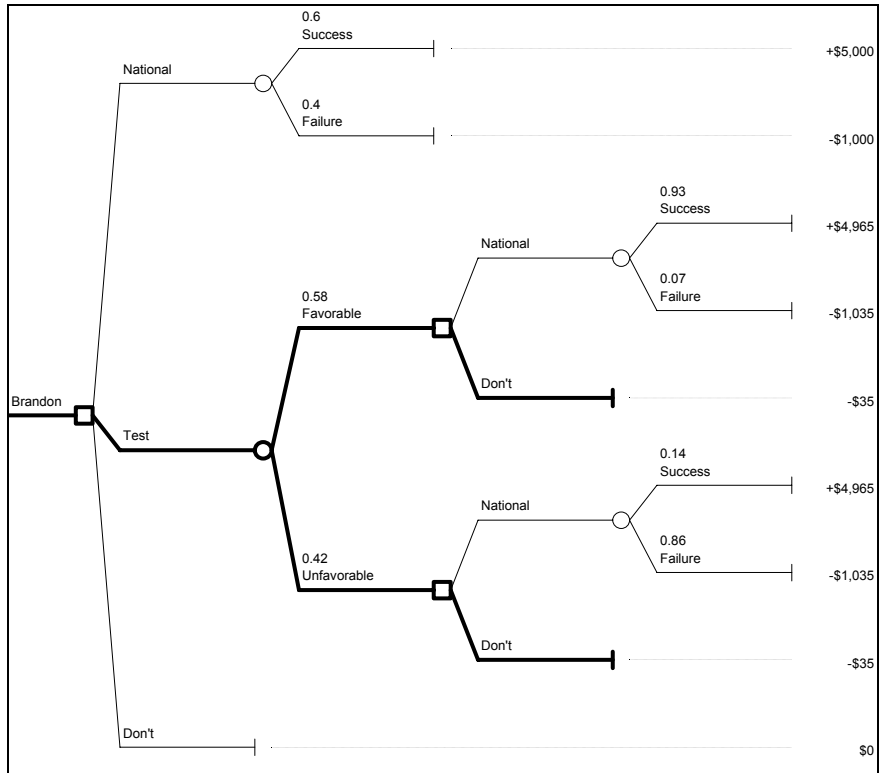 0.6
Success
+$5,000
National
0.4
Failure
-$1,000
0.93
Success
+$4,965
National
0.07
Failure
-$1,035
0.58
Favorable
Don't
-$35
Brandon
Test
0.14
Success
+$4,965
National
0.86
Failure
-$1,035
0.42
Unfavorable
Don't
-$35
Don't
$0